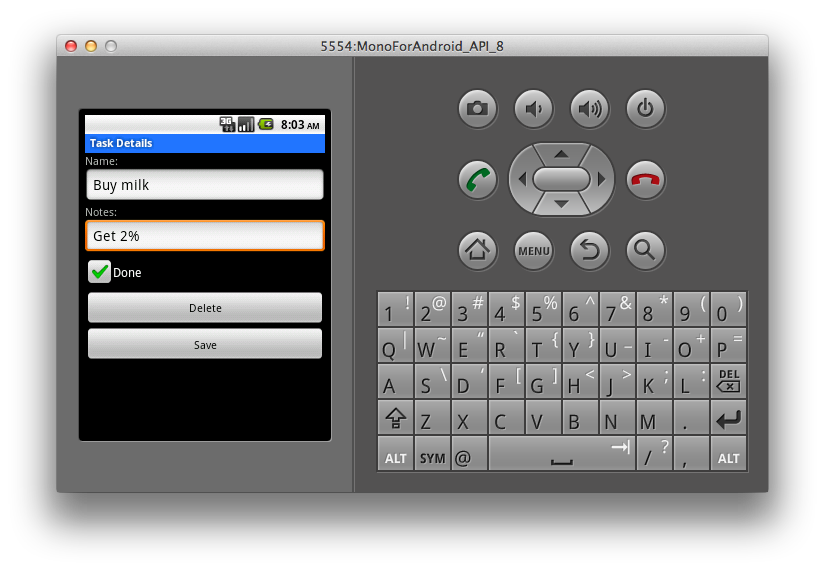 5554:MonoForAndroid_API_8
3G 8:03 AM
Task Details
Name:
Buy milk
Notes:
Get 2%
Done
Delete
Save
MENU
1 ! 2 @ 3 # 4 $ 5 % 6 ^ 7 & 8 * 9 ( 0 )
Q | W ~ E “ R ` T { Y } U _ I - O + P =
A S \ D ‘ F [ G ] H < J > K ; L : DEL
Z X C V B N M .
ALT SYM @ / ? , ALT